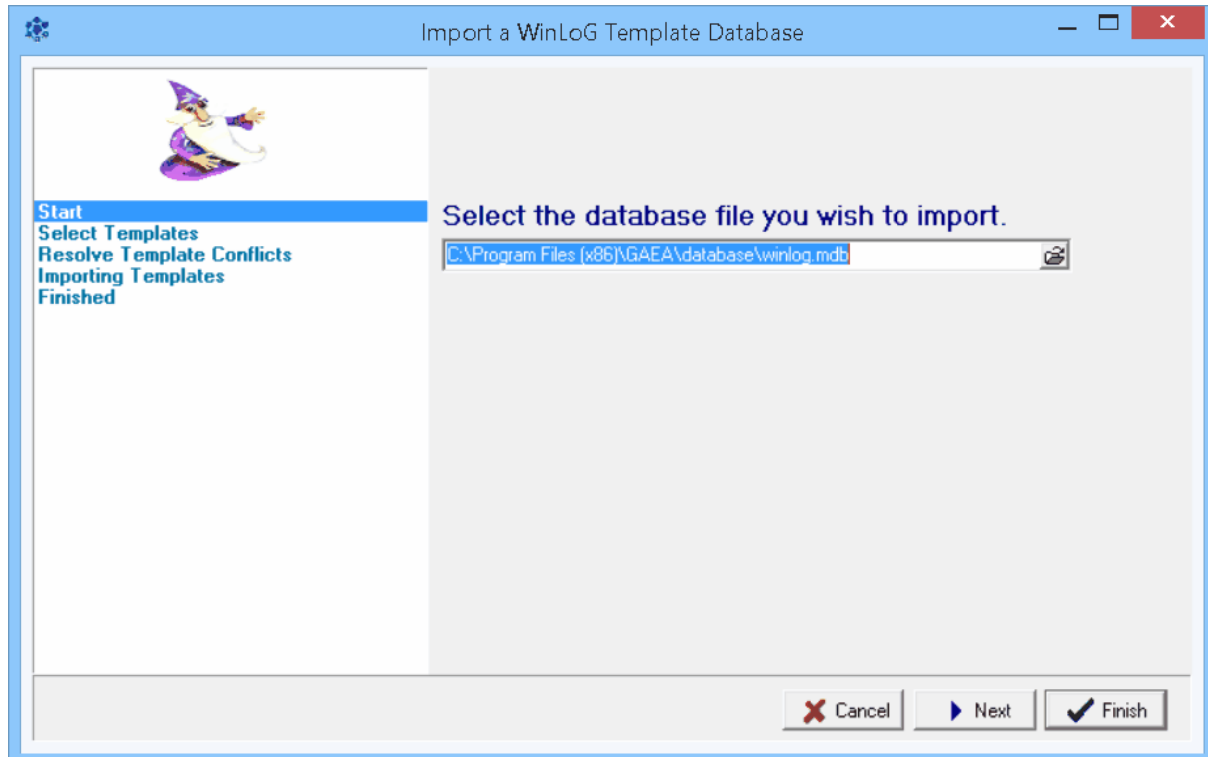 Import a WinLoG Template Database
Start
Select Templates
Resolve Template Conflicts
Importing Templates
Finished
Select the database file you wish to import.
C:\Program Files (x86)\GAEA\database\winlog.mdb
Cancel
Next
Finish